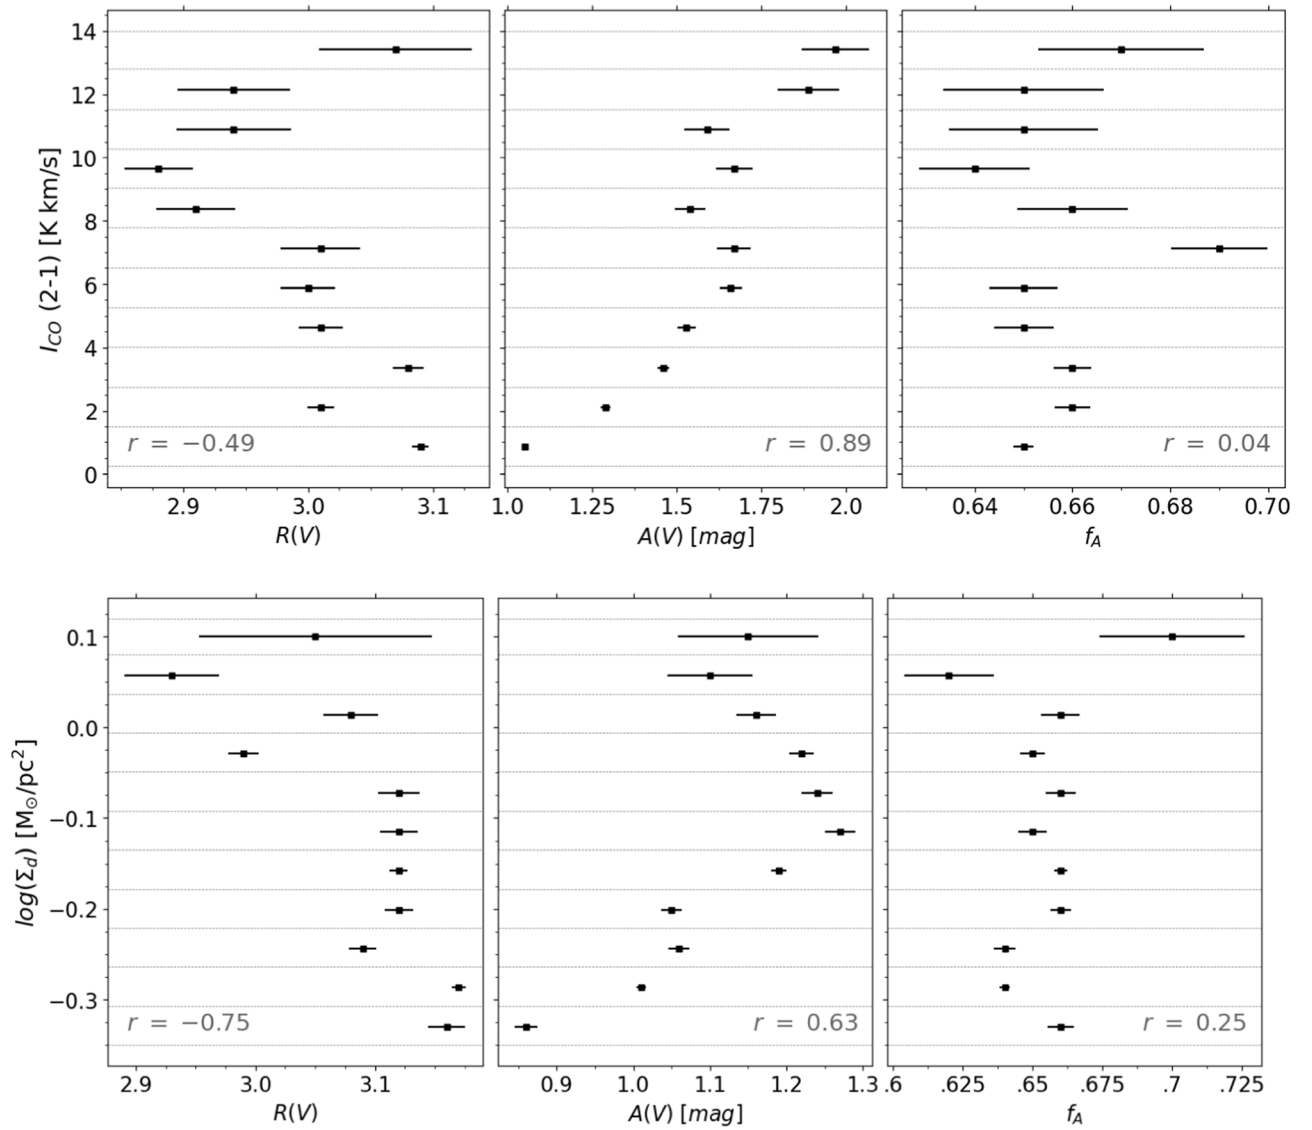 14
12
10
8
6
4
2
0
I_CO (2-1) [K km/s]
r = −0.49
r = 0.89
r = 0.04
2.9 3.0 3.1
1.0 1.25 1.5 1.75 2.0
0.64 0.66 0.68 0.70
R(V)
A(V) [mag]
f_A
0.1
0.0
−0.1
−0.2
−0.3
log(Σ_d) [M_⊙/pc²]
r = −0.75
r = 0.63
r = 0.25
2.9 3.0 3.1
0.9 1.0 1.1 1.2 1.3
.6 .625 .65 .675 .7 .725
R(V)
A(V) [mag]
f_A